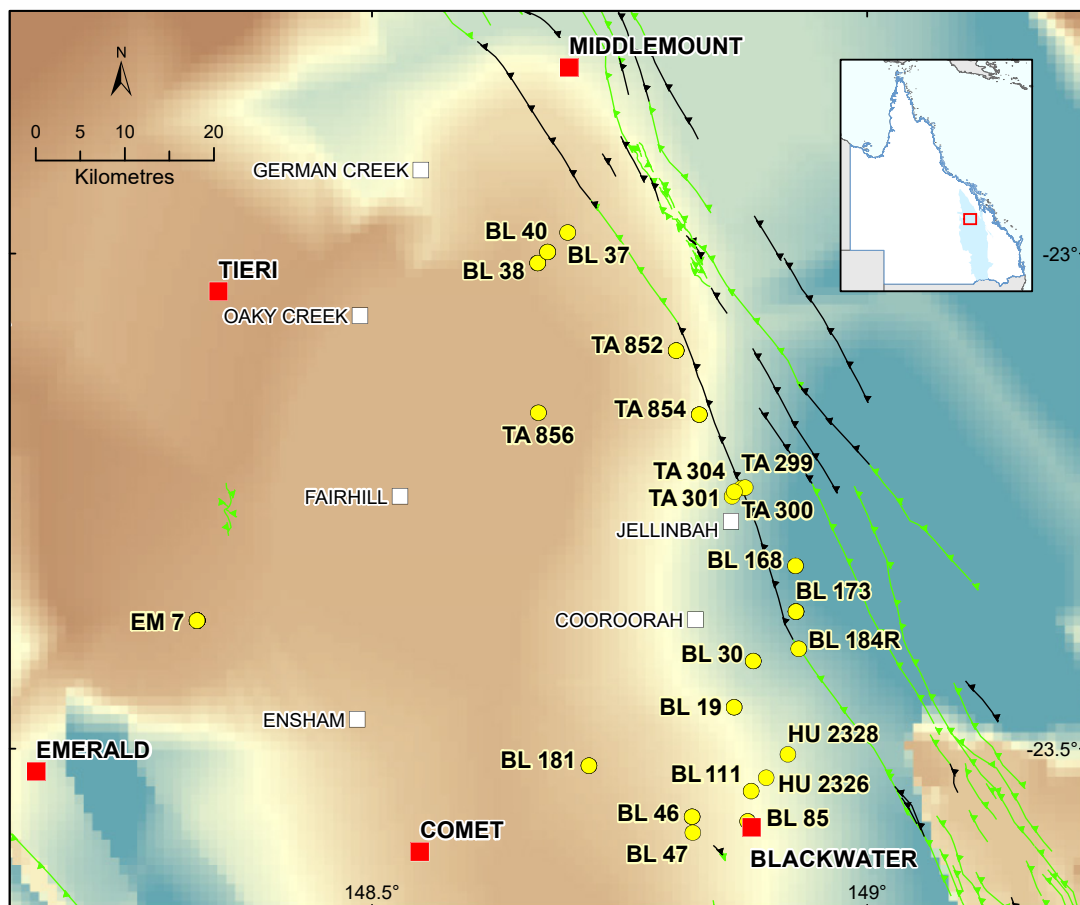 MIDDLEMOUNT
N
0 5 10 20
Kilometres
GERMAN CREEK
BL 40
BL 37
BL 38
-23°
TIERI
OAKY CREEK
TA 852
TA 854
TA 856
TA 304
TA 299
TA 301
TA 300
FAIRHILL
JELLINBAH
BL 168
BL 173
EM 7
COOROORAH
BL 184R
BL 30
BL 19
ENSHAM
HU 2328
-23.5°
EMERALD
BL 181
BL 111
HU 2326
BL 46
BL 85
COMET
BL 47
BLACKWATER
148.5°
149°